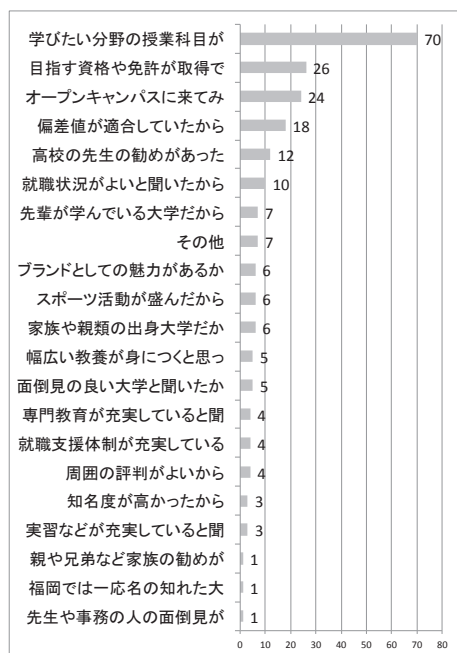 学びたい分野の授業科目が 70
目指す資格や免許が取得で 26
オープンキャンパスに来てみ 24
偏差値が適合していたから 18
高校の先生の勧めがあった 12
就職状況がよいと聞いたから 10
先輩が学んでいる大学だから 7
その他 7
ブランドとしての魅力があるか 6
スポーツ活動が盛んだから 6
家族や親類の出身大学だか 6
幅広い教養が身につくと思っ 5
面倒見の良い大学と聞いたか 5
専門教育が充実していると聞 4
就職支援体制が充実している 4
周囲の評判がよいから 4
知名度が高かったから 3
実習などが充実していると聞 3
親や兄弟など家族の勧めが 1
福岡では一応名の知れた大 1
先生や事務の人の面倒見が 1
0 10 20 30 40 50 60 70 80